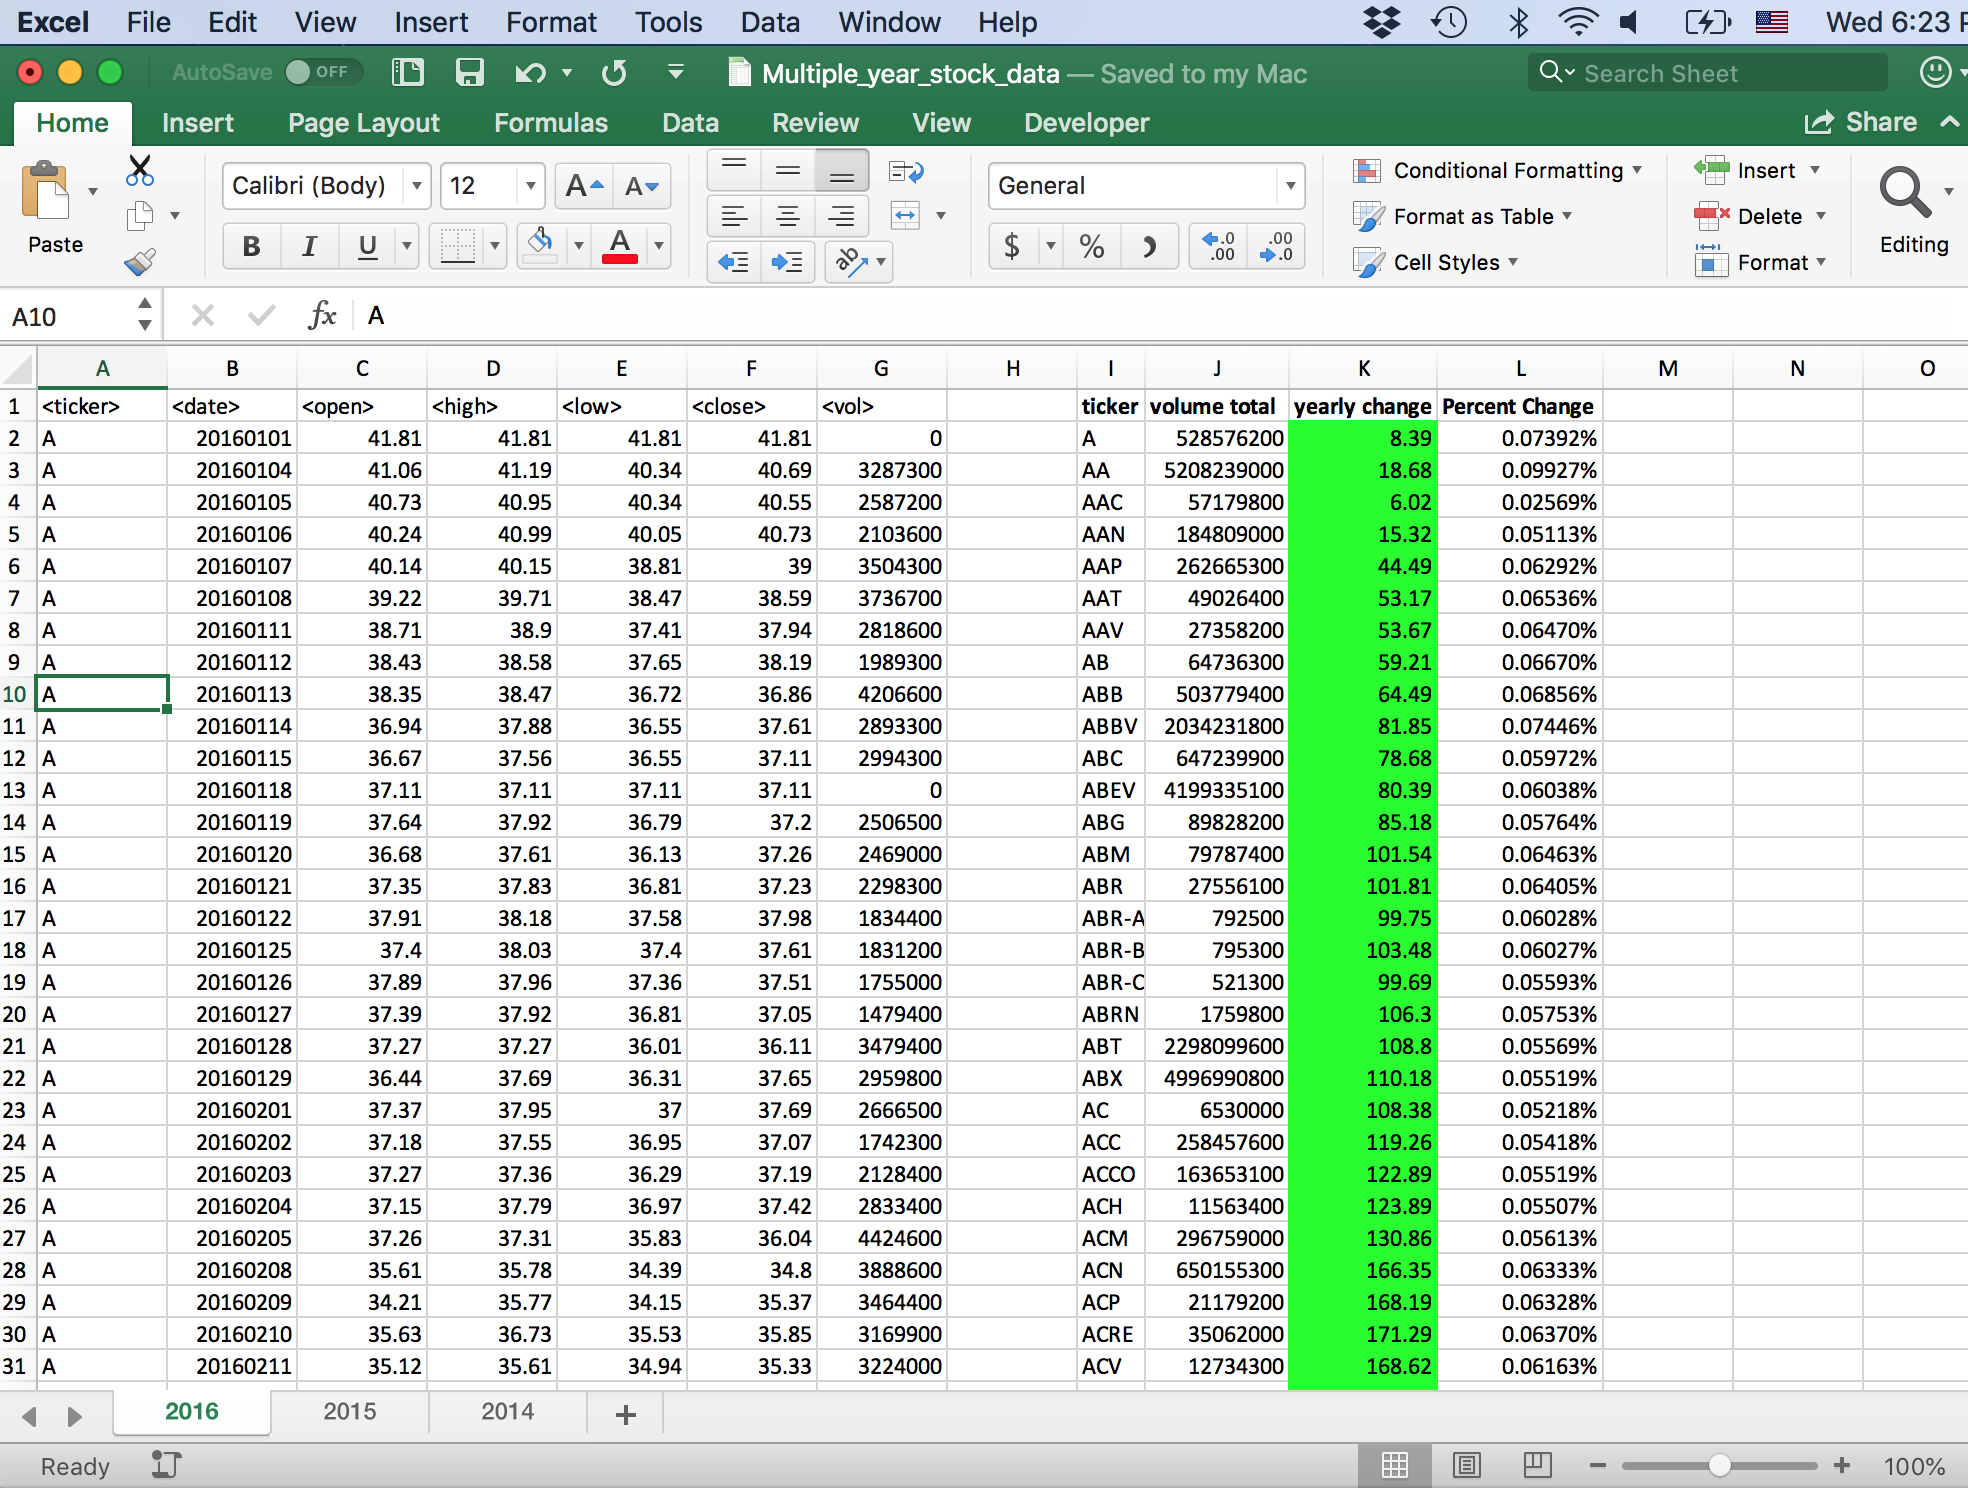 Excel File Edit View Insert Format Tools Data Window Help Wed 6:23
AutoSave OFF Multiple_year_stock_data — Saved to my Mac Search Sheet
Home Insert Page Layout Formulas Data Review View Developer Share
Paste Calibri (Body) 12 A A General Conditional Formatting Insert
B I U A ab $ % .0 .00 .00 .0 Format as Table Delete Editing
Cell Styles Format
A10 fx A
A B C D E F G H I J K L M N O
1 <ticker> <date> <open> <high> <low> <close> <vol> ticker volume total yearly change Percent Change
2 A 20160101 41.81 41.81 41.81 41.81 0 A 528576200 8.39 0.07392%
3 A 20160104 41.06 41.19 40.34 40.69 3287300 AA 5208239000 18.68 0.09927%
4 A 20160105 40.73 40.95 40.34 40.55 2587200 AAC 57179800 6.02 0.02569%
5 A 20160106 40.24 40.99 40.05 40.73 2103600 AAN 184809000 15.32 0.05113%
6 A 20160107 40.14 40.15 38.81 39 3504300 AAP 262665300 44.49 0.06292%
7 A 20160108 39.22 39.71 38.47 38.59 3736700 AAT 49026400 53.17 0.06536%
8 A 20160111 38.71 38.9 37.41 37.94 2818600 AAV 27358200 53.67 0.06470%
9 A 20160112 38.43 38.58 37.65 38.19 1989300 AB 64736300 59.21 0.06670%
10 A 20160113 38.35 38.47 36.72 36.86 4206600 ABB 503779400 64.49 0.06856%
11 A 20160114 36.94 37.88 36.55 37.61 2893300 ABBV 2034231800 81.85 0.07446%
12 A 20160115 36.67 37.56 36.55 37.11 2994300 ABC 647239900 78.68 0.05972%
13 A 20160118 37.11 37.11 37.11 37.11 0 ABEV 4199335100 80.39 0.06038%
14 A 20160119 37.64 37.92 36.79 37.2 2506500 ABG 89828200 85.18 0.05764%
15 A 20160120 36.68 37.61 36.13 37.26 2469000 ABM 79787400 101.54 0.06463%
16 A 20160121 37.35 37.83 36.81 37.23 2298300 ABR 27556100 101.81 0.06405%
17 A 20160122 37.91 38.18 37.58 37.98 1834400 ABR-A 792500 99.75 0.06028%
18 A 20160125 37.4 38.03 37.4 37.61 1831200 ABR-B 795300 103.48 0.06027%
19 A 20160126 37.89 37.96 37.36 37.51 1755000 ABR-C 521300 99.69 0.05593%
20 A 20160127 37.39 37.92 36.81 37.05 1479400 ABRN 1759800 106.3 0.05753%
21 A 20160128 37.27 37.27 36.01 36.11 3479400 ABT 2298099600 108.8 0.05569%
22 A 20160129 36.44 37.69 36.31 37.65 2959800 ABX 4996990800 110.18 0.05519%
23 A 20160201 37.37 37.95 37 37.69 2666500 AC 6530000 108.38 0.05218%
24 A 20160202 37.18 37.55 36.95 37.07 1742300 ACC 258457600 119.26 0.05418%
25 A 20160203 37.27 37.36 36.29 37.19 2128400 ACCO 163653100 122.89 0.05519%
26 A 20160204 37.15 37.79 36.97 37.42 2833400 ACH 11563400 123.89 0.05507%
27 A 20160205 37.26 37.31 35.83 36.04 4424600 ACM 296759000 130.86 0.05613%
28 A 20160208 35.61 35.78 34.39 34.8 3888600 ACN 650155300 166.35 0.06333%
29 A 20160209 34.21 35.77 34.15 35.37 3464400 ACP 21179200 168.19 0.06328%
30 A 20160210 35.63 36.73 35.53 35.85 3169900 ACRE 35062000 171.29 0.06370%
31 A 20160211 35.12 35.61 34.94 35.33 3224000 ACV 12734300 168.62 0.06163%
2016 2015 2014 +
Ready 100%